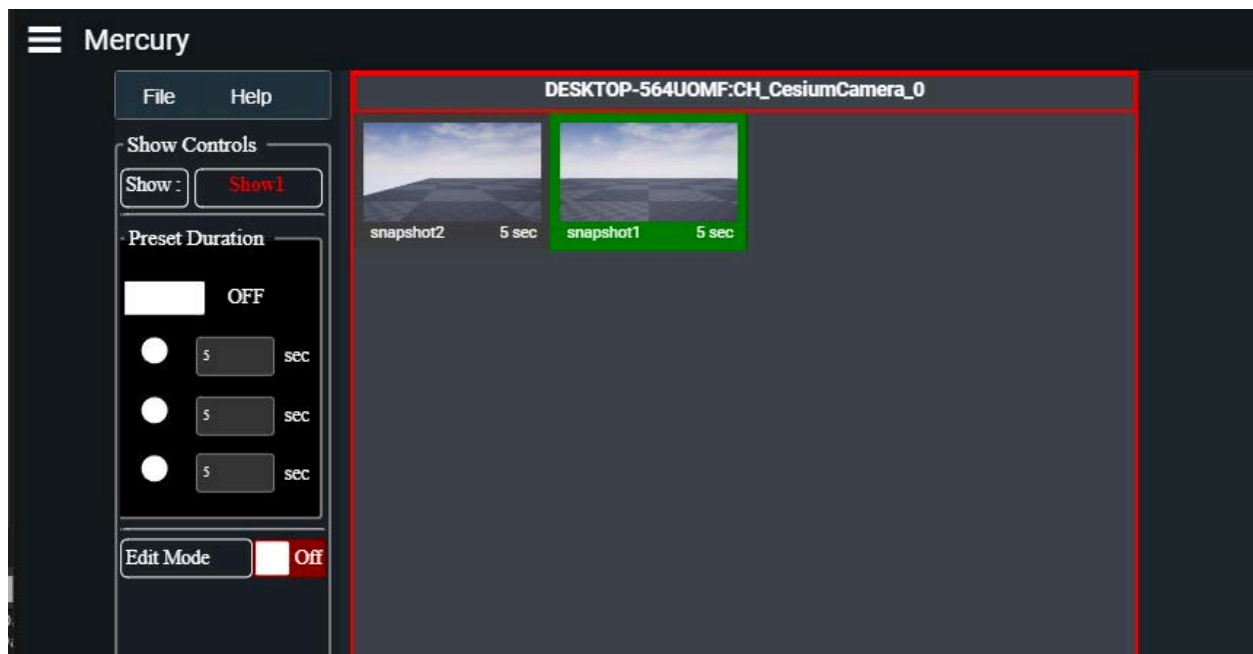 Mercury
File Help
Show Controls
Show : Show1
Preset Duration
OFF
5 sec
5 sec
5 sec
Edit Mode Off
DESKTOP-564UOMF:CH_CesiumCamera_0
snapshot2 5 sec snapshot1 5 sec